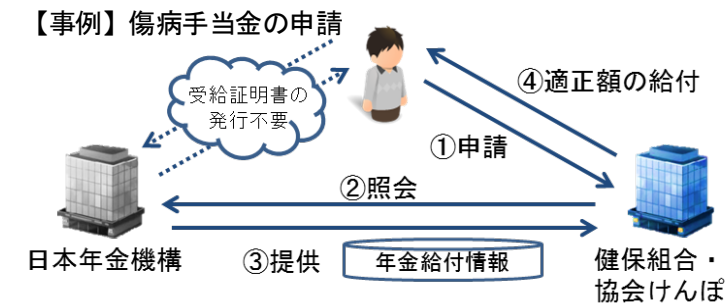 【事例】傷病手当金の申請
受給証明書の
発行不要
④適正額の給付
①申請
②照会
③提供
年金給付情報
日本年金機構
健保組合・
協会けんぽ